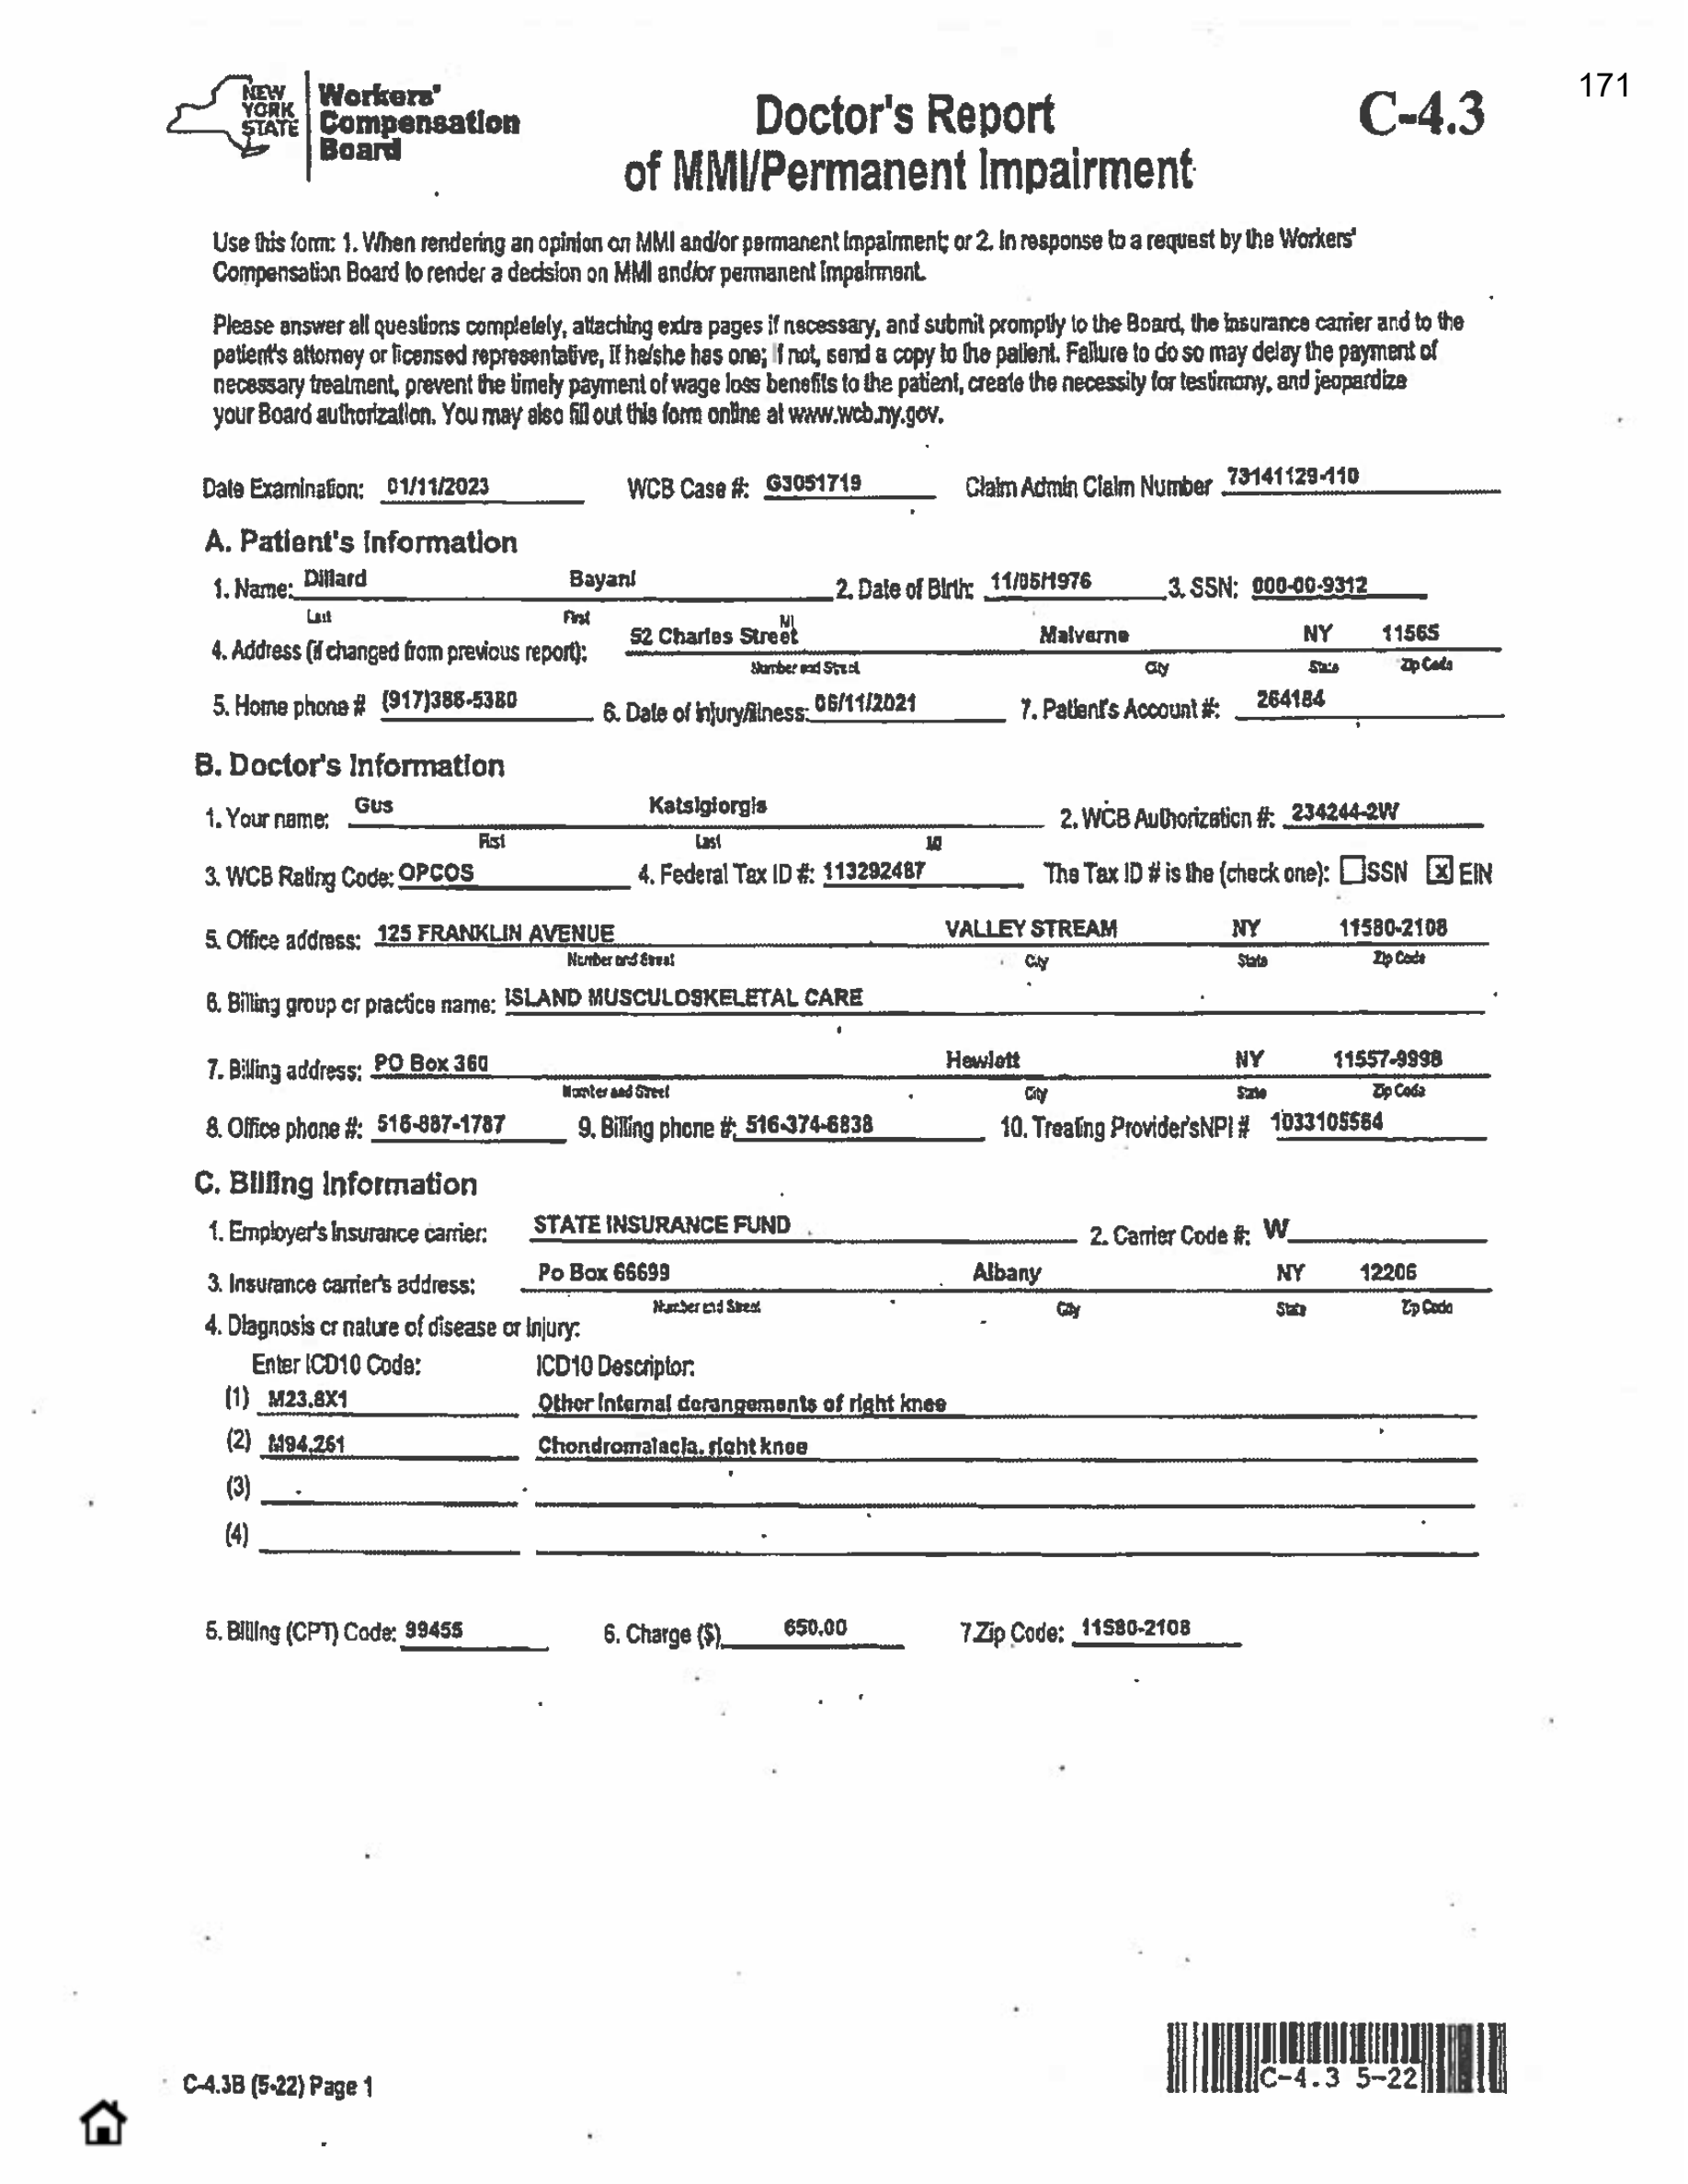 171
NEW YORK STATE Workers' Compensation Board
Doctor's Report of MMI/Permanent Impairment
C-4.3
Use this form: 1. When rendering an opinion on MMI and/or permanent impairment; or 2. In response to a request by the Workers'
Compensation Board to render a decision on MMI and/or permanent impairment.
Please answer all questions completely, attaching extra pages if necessary, and submit promptly to the Board, the insurance carrier and to the
patient's attorney or licensed representative, if he/she has one; if not, send a copy to the patient. Failure to do so may delay the payment of
necessary treatment, prevent the timely payment of wage loss benefits to the patient, create the necessity for testimony, and jeopardize
your Board authorization. You may also fill out this form online at www.wcb.ny.gov.
Date Examination: 01/11/2023 WCB Case #: G3051719 Claim Admin Claim Number 73141129-110
A. Patient's Information
1. Name: Dillard Bayani 2. Date of Birth: 11/05/1976 3. SSN: 000-00-9312
Last First MI
4. Address (if changed from previous report): 52 Charles Street Malverne NY 11565
Number and Street City State Zip Code
5. Home phone # (917)386-5380 6. Date of injury/illness: 06/11/2021 7. Patient's Account #: 264184
B. Doctor's Information
1. Your name: Gus Katsigiorgis 2. WCB Authorization #: 234244-2W
First Last MI
3. WCB Rating Code: OPCOS 4. Federal Tax ID #: 113292487 The Tax ID # is the (check one): SSN X EIN
5. Office address: 125 FRANKLIN AVENUE VALLEY STREAM NY 11580-2108
Number and Street City State Zip Code
6. Billing group or practice name: ISLAND MUSCULOSKELETAL CARE
7. Billing address: PO Box 360 Hewlett NY 11557-9998
Number and Street City State Zip Code
8. Office phone #: 516-887-1787 9. Billing phone #: 516-374-6838 10. Treating Provider'sNPI # 1033105564
C. Billing Information
1. Employer's Insurance carrier: STATE INSURANCE FUND 2. Carrier Code #: W
3. Insurance carrier's address: Po Box 66699 Albany NY 12206
Number and Street City State Zip Code
4. Diagnosis or nature of disease or Injury:
Enter ICD10 Code: ICD10 Descriptor:
(1) M23.8X1 Other Internal derangements of right knee
(2) M94.261 Chondromalacia, right knee
(3)
(4)
5. Billing (CPT) Code: 99455 6. Charge ($) 650.00 7.Zip Code: 11580-2108
C-4.3 5-22
C-4.3B (5-22) Page 1